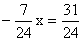 -7/24 x = 31/24